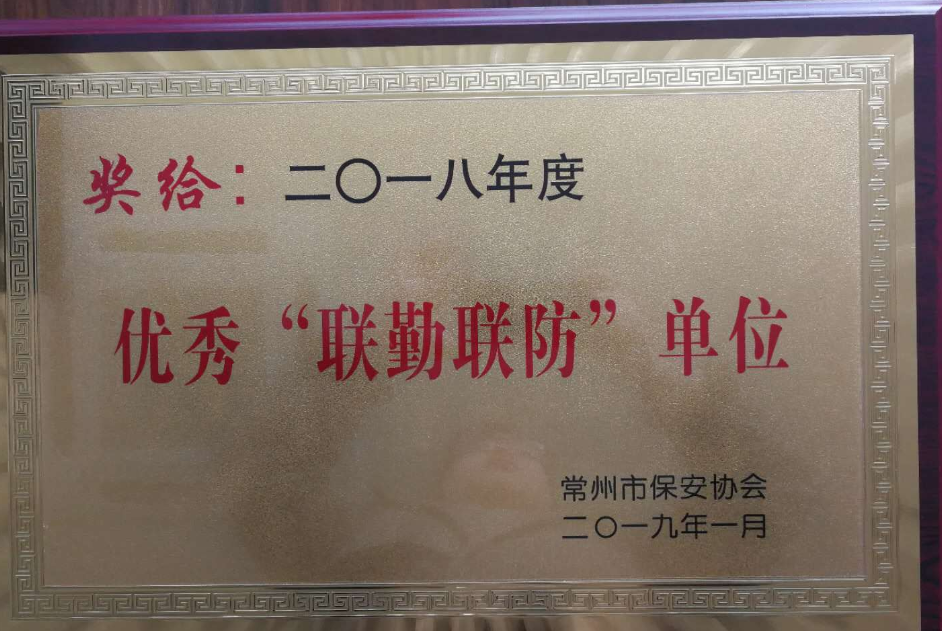 奖给：二〇一八年度
优秀“联勤联防”单位
常州市保安协会
二〇一九年一月